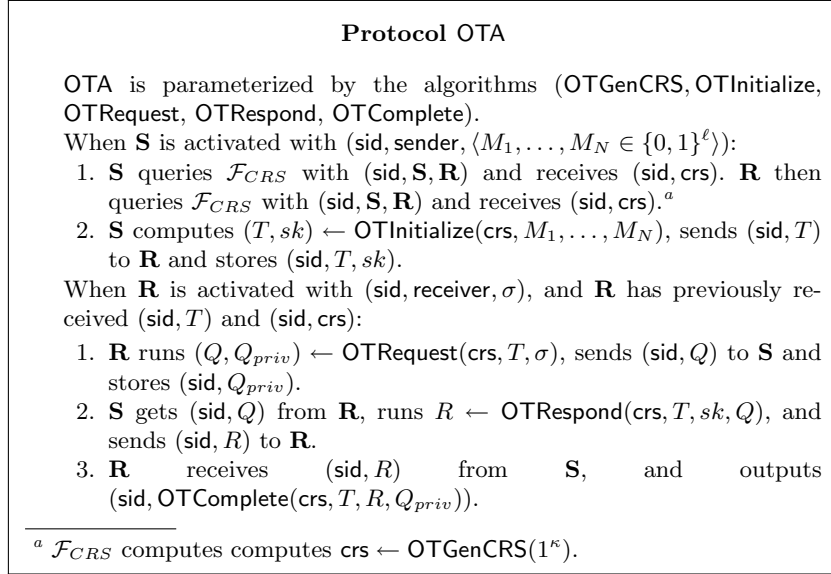 Protocol OTA
OTA is parameterized by the algorithms (OTGenCRS, OTInitialize,
OTRequest, OTRespond, OTComplete).
When S is activated with (sid, sender, ⟨M₁, . . . , M_N ∈ {0, 1}^ℓ⟩):
1. S queries ℱ_CRS with (sid, S, R) and receives (sid, crs). R then
queries ℱ_CRS with (sid, S, R) and receives (sid, crs).ᵃ
2. S computes (T, sk) ← OTInitialize(crs, M₁, . . . , M_N), sends (sid, T)
to R and stores (sid, T, sk).
When R is activated with (sid, receiver, σ), and R has previously re-
ceived (sid, T) and (sid, crs):
1. R runs (Q, Q_priv) ← OTRequest(crs, T, σ), sends (sid, Q) to S and
stores (sid, Q_priv).
2. S gets (sid, Q) from R, runs R ← OTRespond(crs, T, sk, Q), and
sends (sid, R) to R.
3. R receives (sid, R) from S, and outputs
(sid, OTComplete(crs, T, R, Q_priv)).
ᵃ ℱ_CRS computes computes crs ← OTGenCRS(1^κ).